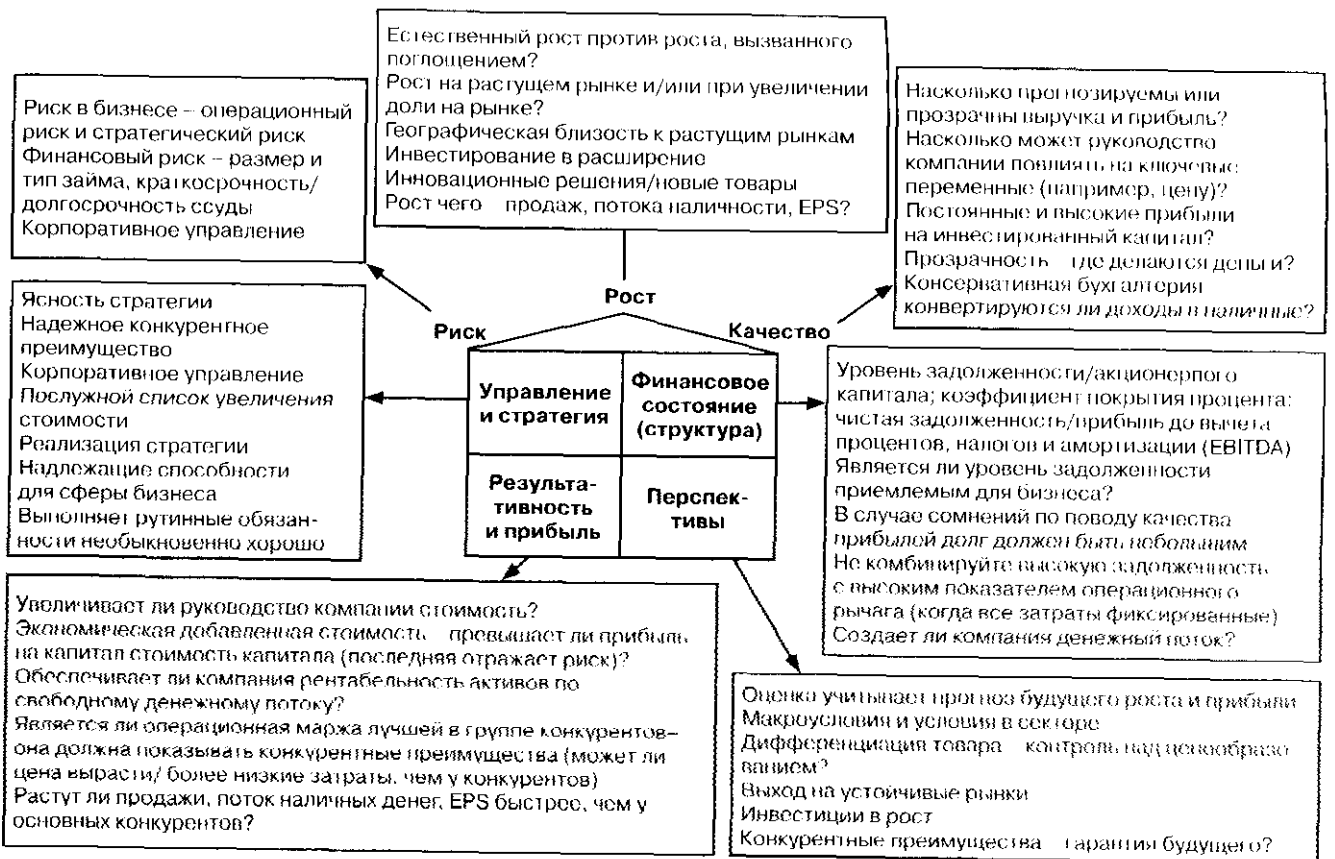 Естественный рост против роста, вызванного
поглощением?
Рост на растущем рынке и/или при увеличении
доли на рынке?
Географическая близость к растущим рынкам
Инвестирование в расширение
Инновационные решения/новые товары
Рост чего продаж, потока наличности, EPS?
Риск в бизнесе – операционный
риск и стратегический риск
Финансовый риск – размер и
тип займа, краткосрочность/
долгосрочность ссуды
Корпоративное управление
Насколько прогнозируемы или
прозрачны выручка и прибыль?
Насколько может руководство
компании повлиять на ключевые
переменные (например, цену)?
Постоянные и высокие прибыли
на инвестированный капитал?
Прозрачность где делаются деньги?
Консервативная бухгалтерия
конвертируются ли доходы в наличные?
Рост
Риск
Качество
Управление
и стратегия
Финансовое
состояние
(структура)
Результа-
тивность
и прибыль
Перспек-
тивы
Ясность стратегии
Надежное конкурентное
преимущество
Корпоративное управление
Послужной список увеличения
стоимости
Реализация стратегии
Надлежащие способности
для сферы бизнеса
Выполняет рутинные обязан-
ности необыкновенно хорошо
Уровень задолженности/акционерного
капитала; коэффициент покрытия процента:
чистая задолженность/прибыль до вычета
процентов, налогов и амортизации (EBITDA)
Является ли уровень задолженности
приемлемым для бизнеса?
В случае сомнений по поводу качества
прибылей долг должен быть небольшим
Не комбинируйте высокую задолженность
с высоким показателем операционного
рычага (когда все затраты фиксированные)
Создает ли компания денежный поток?
Увеличивает ли руководство компании стоимость?
Экономическая добавленная стоимость превышает ли прибыль
на капитал стоимость капитала (последняя отражает риск)?
Обеспечивает ли компания рентабельность активов по
свободному денежному потоку?
Является ли операционная маржа лучшей в группе конкурентов–
она должна показывать конкурентные преимущества (может ли
цена вырасти/ более низкие затраты, чем у конкурентов)
Растут ли продажи, поток наличных денег, EPS быстрее, чем у
основных конкурентов?
Оценка учитывает прогноз будущего роста и прибыли
Макроусловия и условия в секторе
Дифференциация товара контроль над ценообразо
ванием?
Выход на устойчивые рынки
Инвестиции в рост
Конкурентные преимущества гарантия будущего?